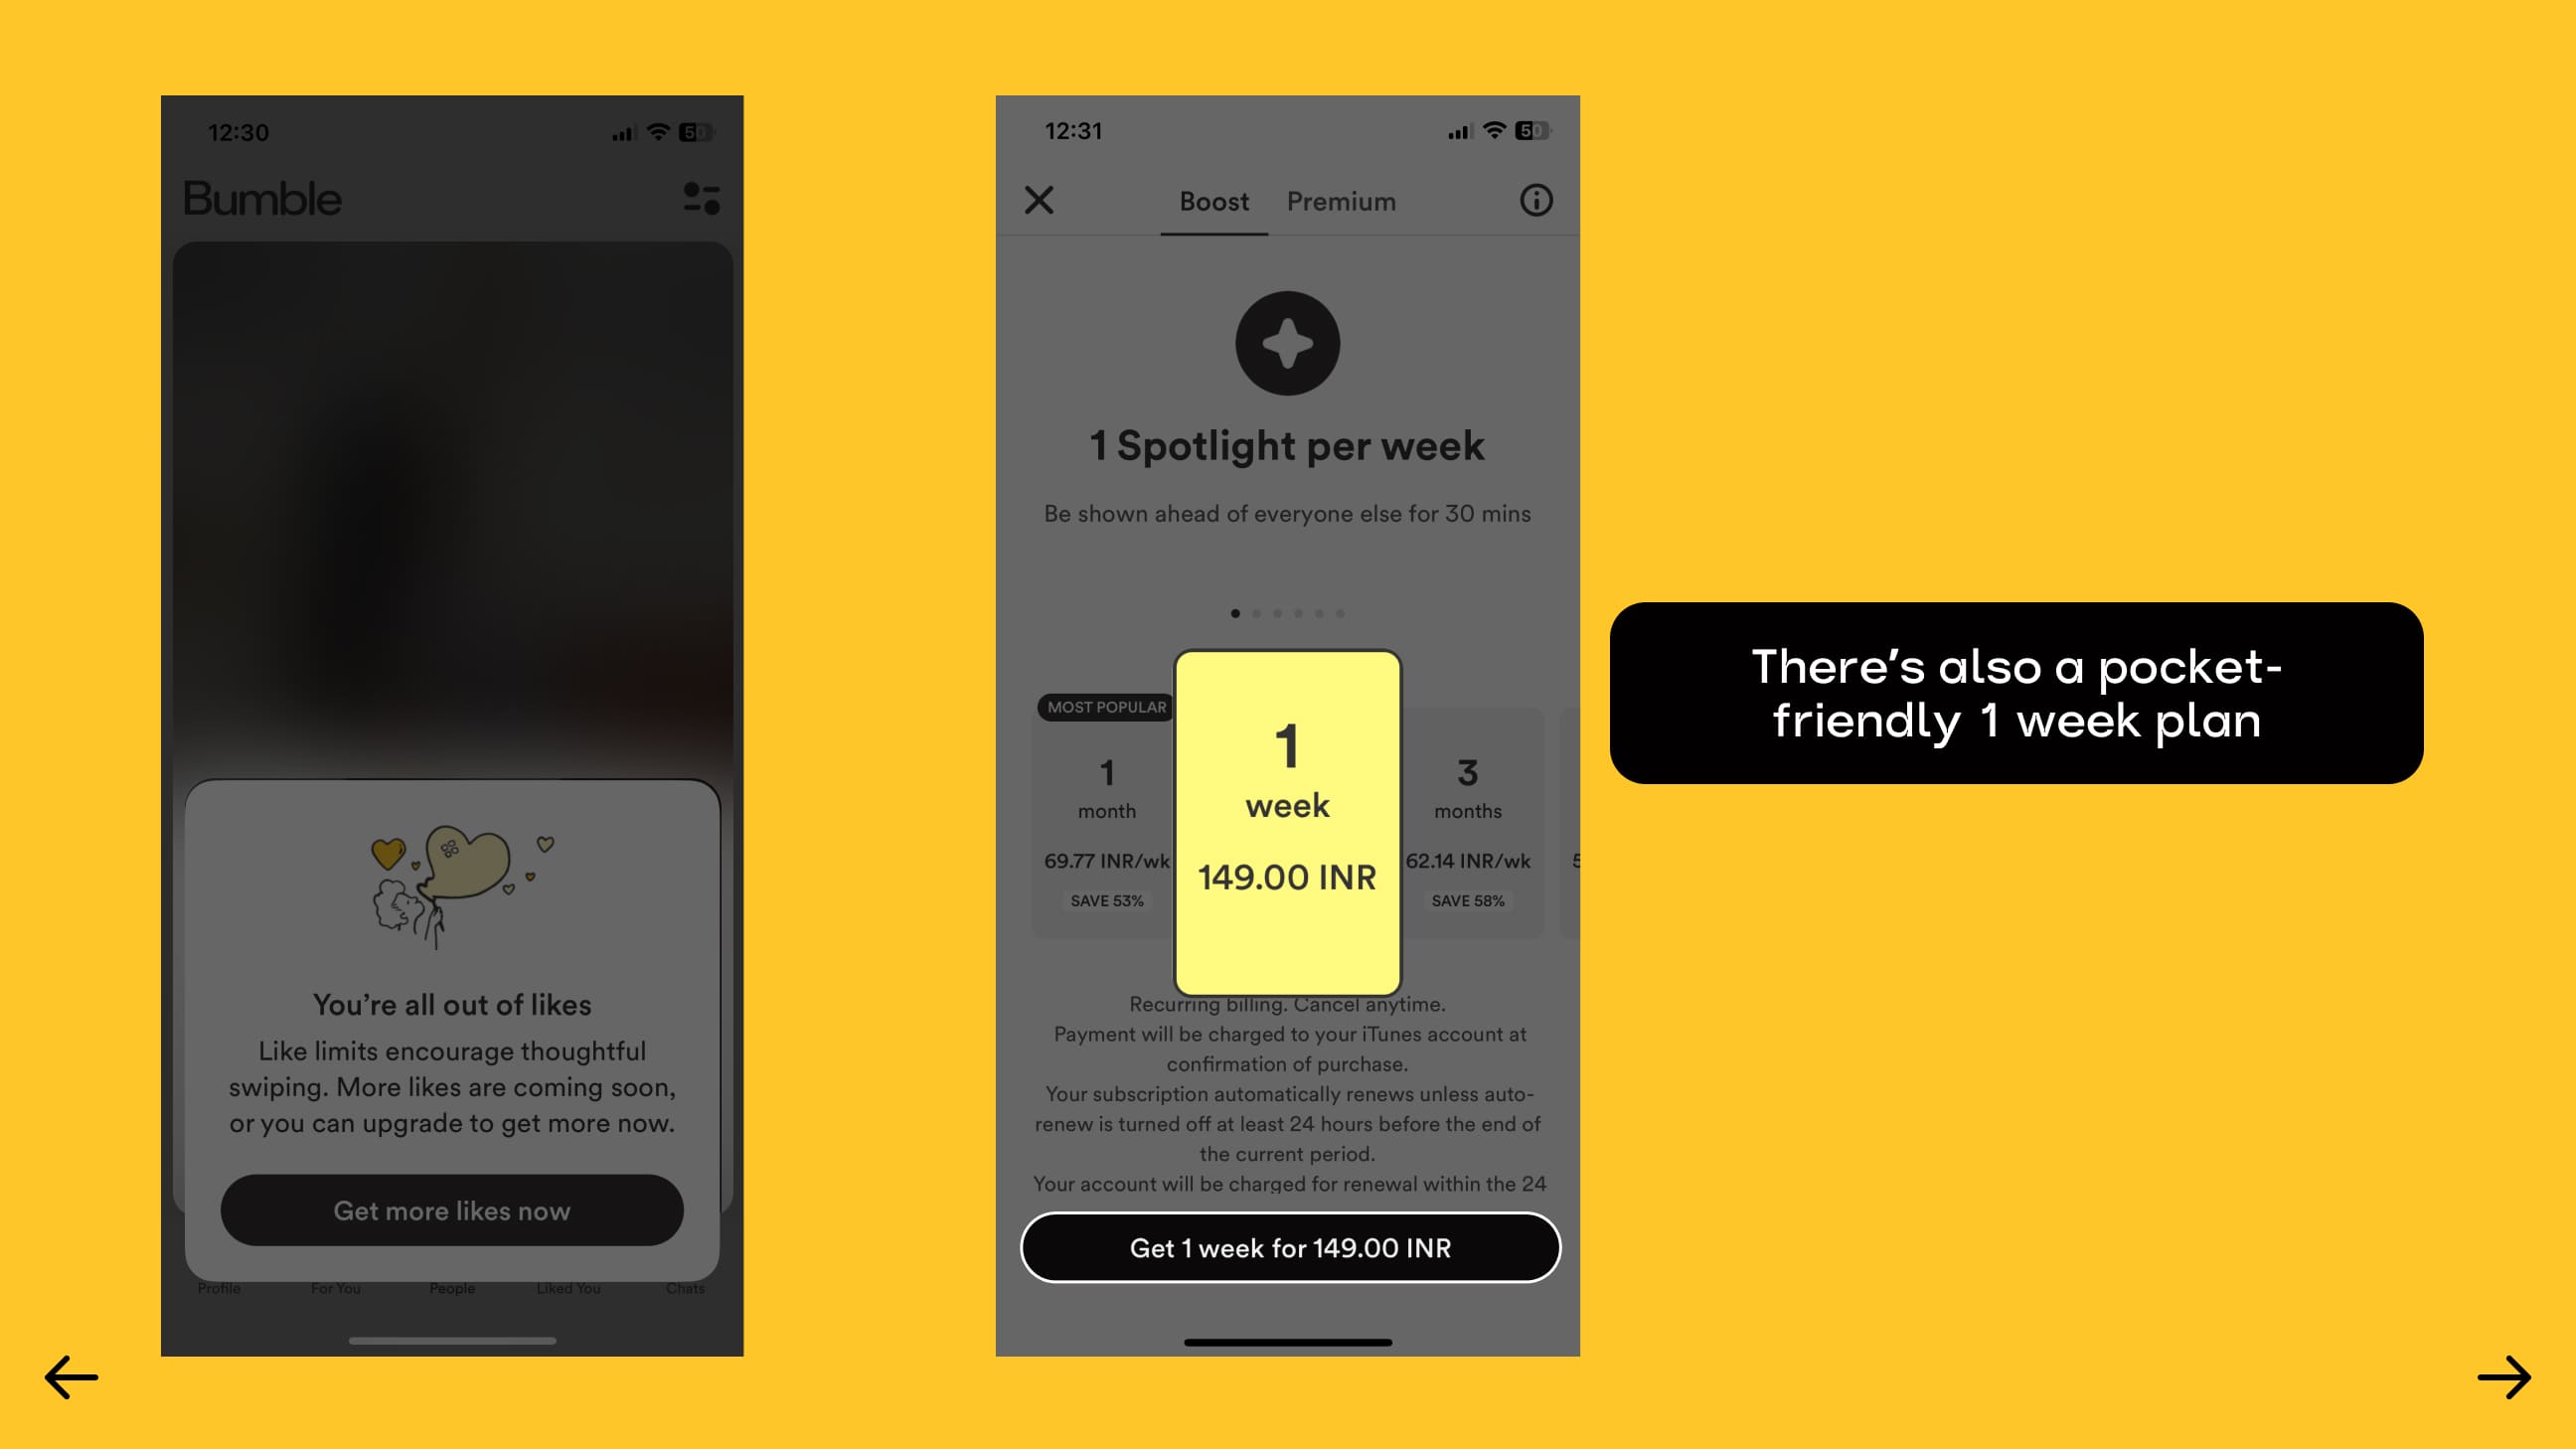 12:30
50
Bumble
You're all out of likes
Like limits encourage thoughtful
swiping. More likes are coming soon,
or you can upgrade to get more now.
Get more likes now
Profile
For You
People
Liked You
Chats
12:31
50
Boost
Premium
1 Spotlight per week
Be shown ahead of everyone else for 30 mins
MOST POPULAR
1
month
69.77 INR/wk
SAVE 53%
1
week
149.00 INR
3
months
62.14 INR/wk
SAVE 58%
5
Recurring billing. Cancel anytime.
Payment will be charged to your iTunes account at
confirmation of purchase.
Your subscription automatically renews unless auto-
renew is turned off at least 24 hours before the end of
the current period.
Your account will be charged for renewal within the 24
Get 1 week for 149.00 INR
There's also a pocket-
friendly 1 week plan